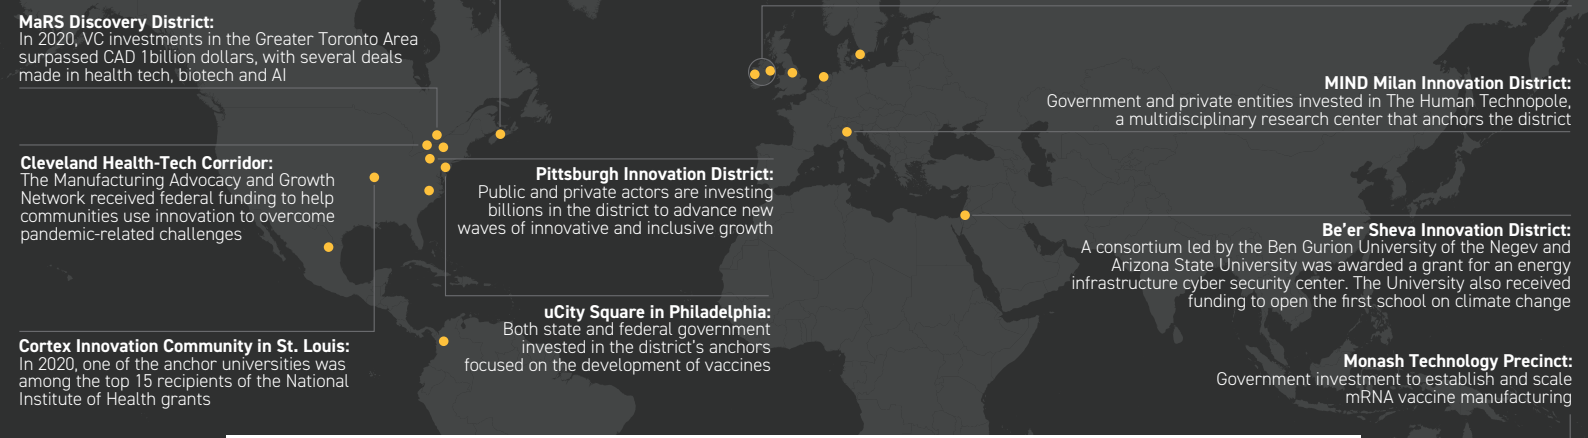 MaRS Discovery District:
In 2020, VC investments in the Greater Toronto Area
surpassed CAD 1billion dollars, with several deals
made in health tech, biotech and AI
Cleveland Health-Tech Corridor:
The Manufacturing Advocacy and Growth
Network received federal funding to help
communities use innovation to overcome
pandemic-related challenges
Cortex Innovation Community in St. Louis:
In 2020, one of the anchor universities was
among the top 15 recipients of the National
Institute of Health grants
Pittsburgh Innovation District:
Public and private actors are investing
billions in the district to advance new
waves of innovative and inclusive growth
uCity Square in Philadelphia:
Both state and federal government
invested in the district's anchors
focused on the development of vaccines
MIND Milan Innovation District:
Government and private entities invested in The Human Technopole,
a multidisciplinary research center that anchors the district
Be'er Sheva Innovation District:
A consortium led by the Ben Gurion University of the Negev and
Arizona State University was awarded a grant for an energy
infrastructure cyber security center. The University also received
funding to open the first school on climate change
Monash Technology Precinct:
Government investment to establish and scale
mRNA vaccine manufacturing